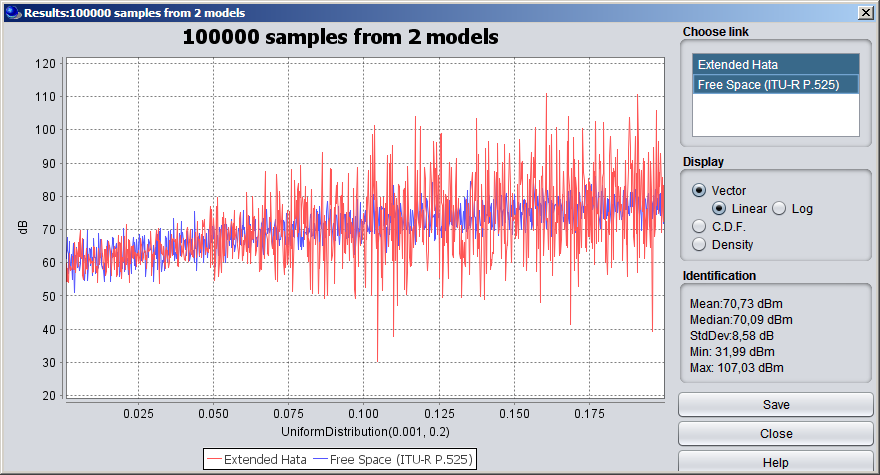 Results:100000 samples from 2 models
100000 samples from 2 models
120
110
100
90
80
70
60
50
40
30
20
dB
0.025 0.050 0.075 0.100 0.125 0.150 0.175
UniformDistribution(0.001, 0.2)
Extended Hata Free Space (ITU-R P.525)
Choose link
Extended Hata
Free Space (ITU-R P.525)
Display
Vector
Linear Log
C.D.F.
Density
Identification
Mean:70,73 dBm
Median:70,09 dBm
StdDev:8,58 dB
Min: 31,99 dBm
Max: 107,03 dBm
Save
Close
Help